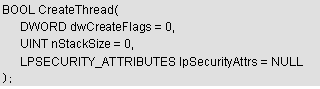 BOOL CreateThread(
DWORD dwCreateFlags = 0,
UINT nStackSize = 0,
LPSECURITY_ATTRIBUTES lpSecurityAttrs = NULL
);